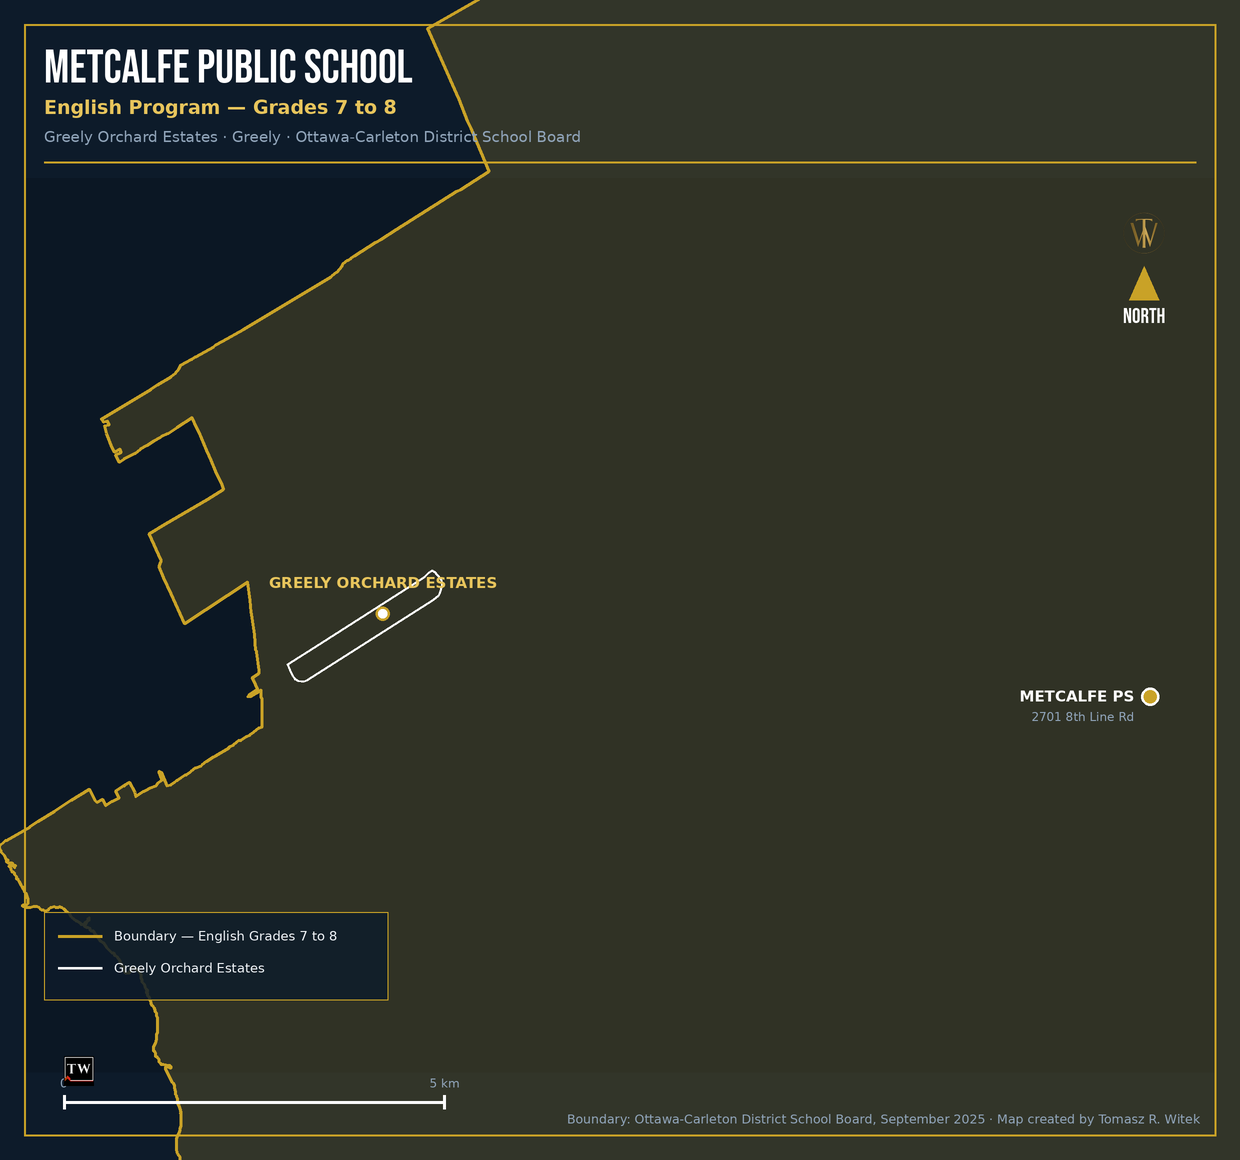 METCALFE PUBLIC SCHOOL
English Program — Grades 7 to 8
Greely Orchard Estates · Greely · Ottawa-Carleton District School Board
TW
NORTH
GREELY ORCHARD ESTATES
METCALFE PS
2701 8th Line Rd
Boundary — English Grades 7 to 8
Greely Orchard Estates
TW
0 5 km
Boundary: Ottawa-Carleton District School Board, September 2025 · Map created by Tomasz R. Witek